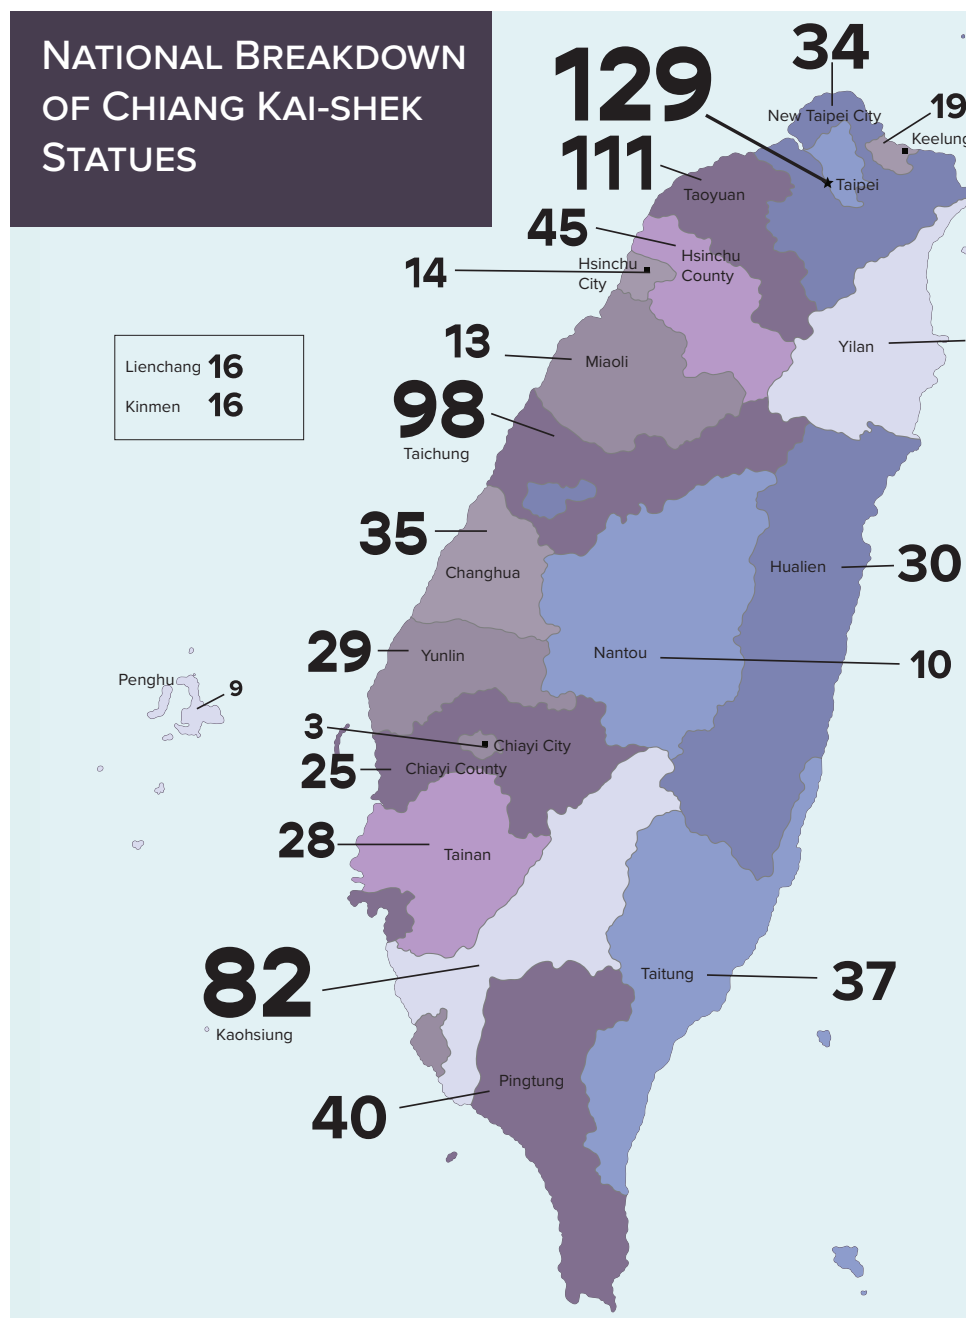 NATIONAL BREAKDOWN
OF CHIANG KAI-SHEK
STATUES
34
129
New Taipei City
19
Keelung
111
Taipei
Taoyuan
45
Hsinchu
County
14
Hsinchu
City
13
Yilan
Miaoli
Lienchang 16
Kinmen 16
98
Taichung
35
Changhua
Hualien
30
29
Yunlin
Nantou
10
Penghu
9
3
Chiayi City
25
Chiayi County
28
Tainan
82
Kaohsiung
Taitung
37
Pingtung
40